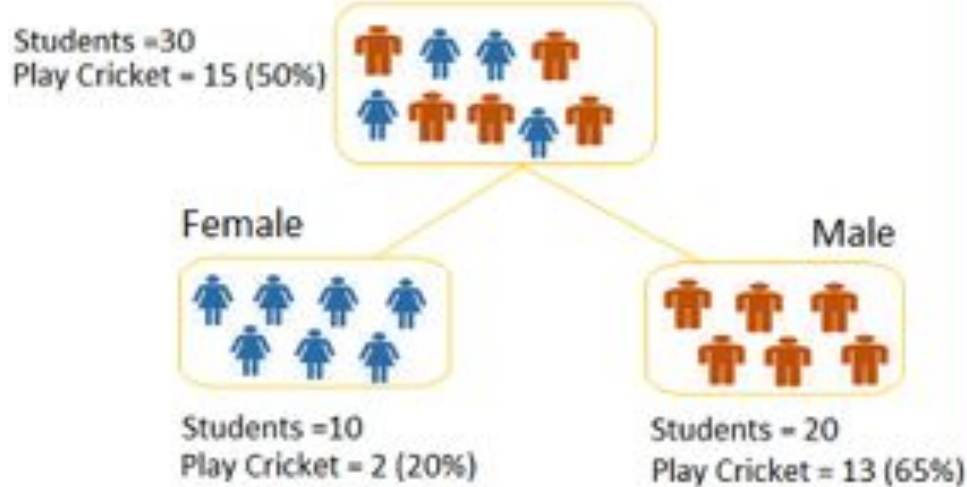 Students =30
Play Cricket = 15 (50%)
Female
Male
Students =10
Play Cricket = 2 (20%)
Students = 20
Play Cricket = 13 (65%)